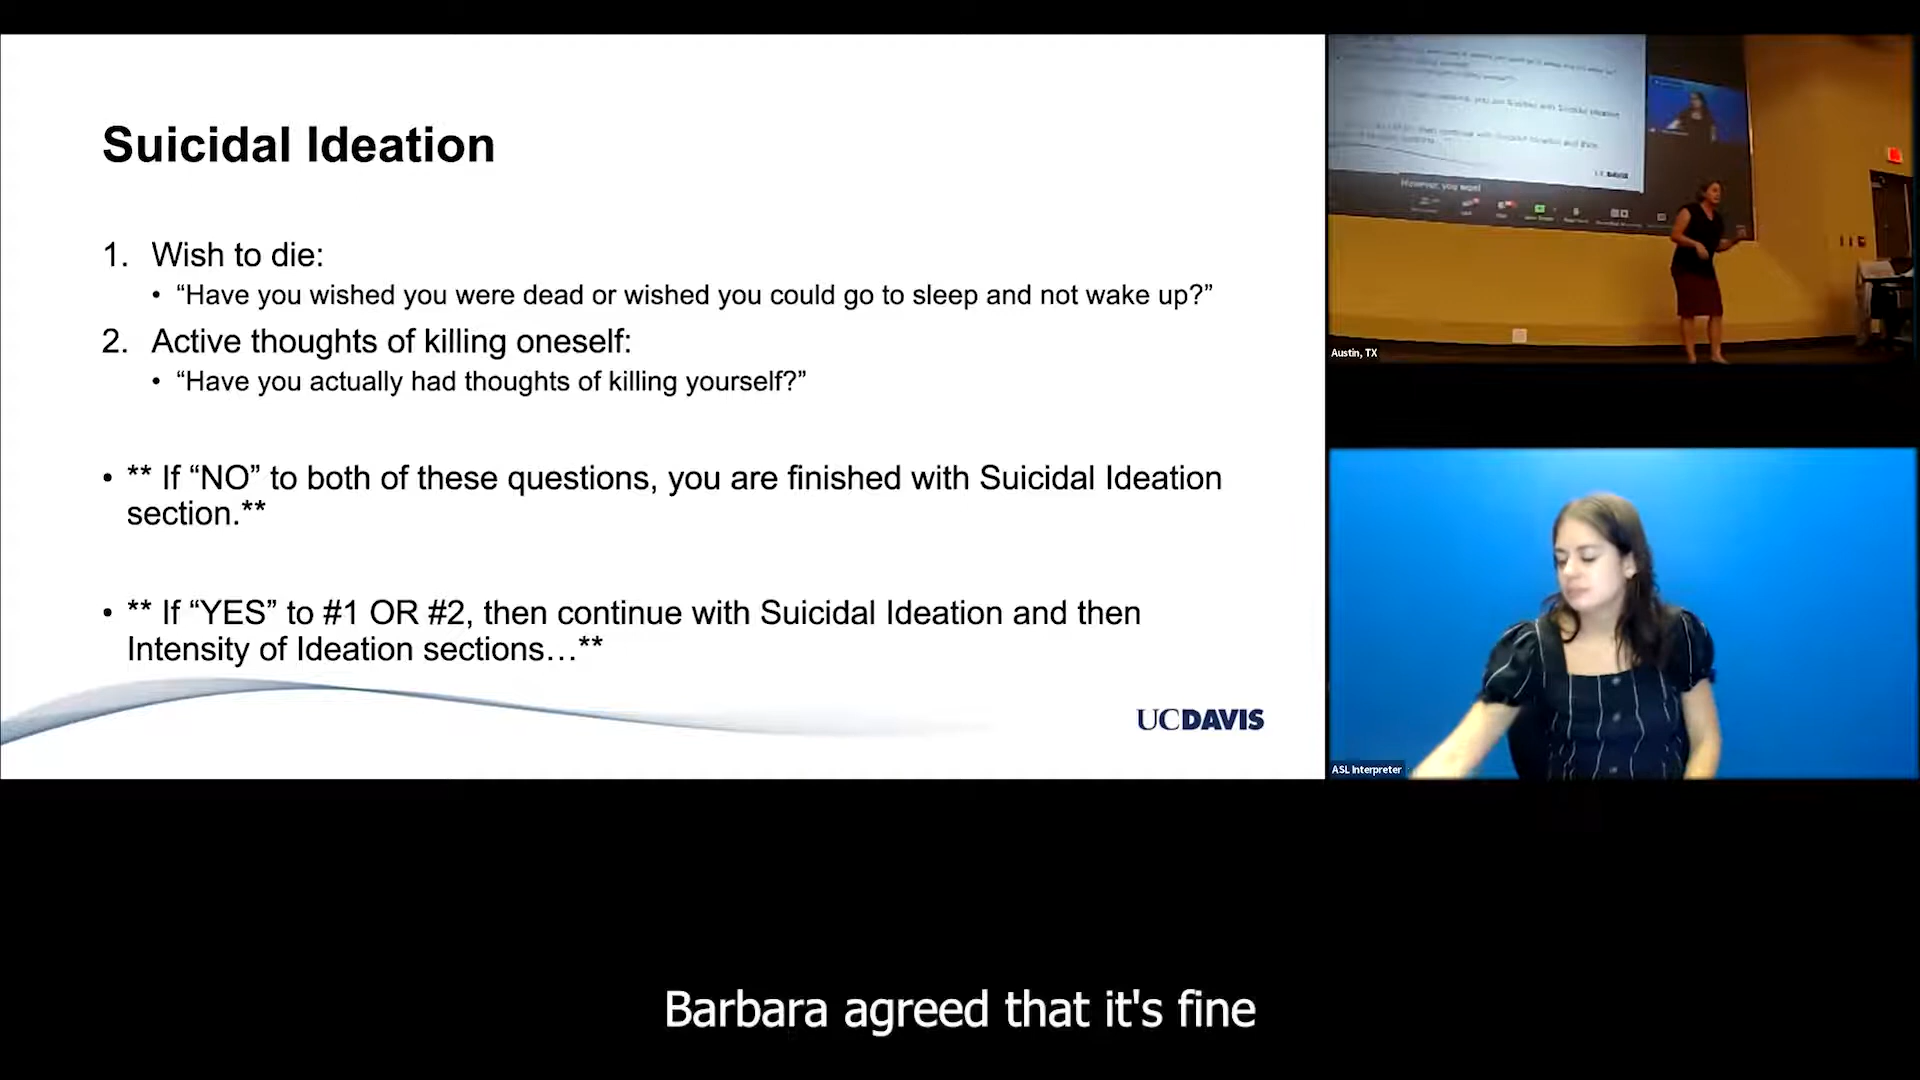 Suicidal Ideation
1. Wish to die:
• “Have you wished you were dead or wished you could go to sleep and not wake up?”
2. Active thoughts of killing oneself:
• “Have you actually had thoughts of killing yourself?”
• ** If “NO” to both of these questions, you are finished with Suicidal Ideation
section.**
• ** If “YES” to #1 OR #2, then continue with Suicidal Ideation and then
Intensity of Ideation sections…**
UCDAVIS
However, you won't
Austin, TX
ASL Interpreter
Barbara agreed that it's fine